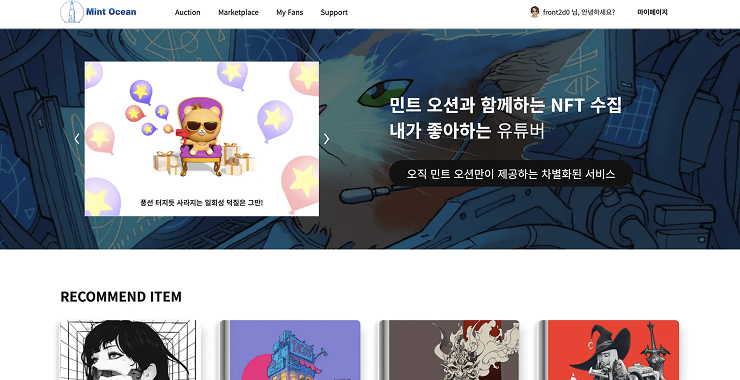 Mint Ocean
Auction Marketplace My Fans Support
front2d0 님, 안녕하세요? 마이페이지
민트 오션과 함께하는 NFT 수집
내가 좋아하는 유튜버
오직 민트 오션만이 제공하는 차별화된 서비스
풍선 터지듯 사라지는 일회성 덕질은 그만!
RECOMMEND ITEM